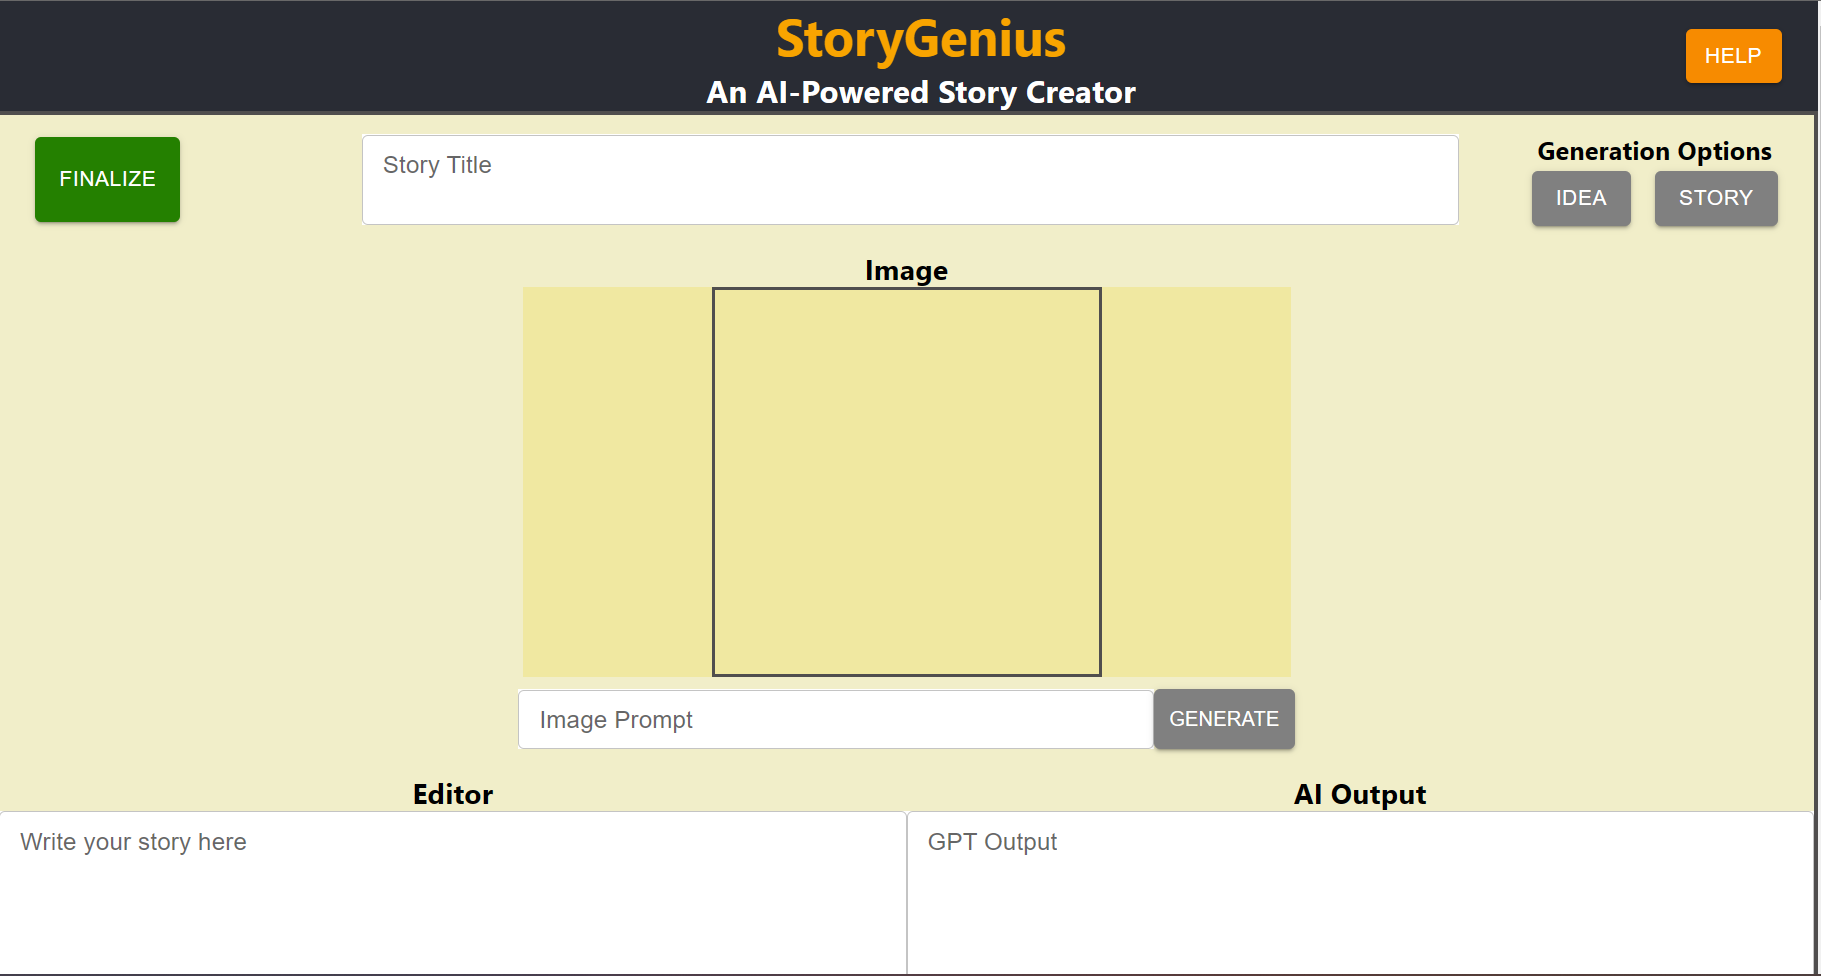 StoryGenius
An AI-Powered Story Creator
HELP
FINALIZE
Story Title
Generation Options
IDEA
STORY
Image
Image Prompt
GENERATE
Editor
AI Output
Write your story here
GPT Output